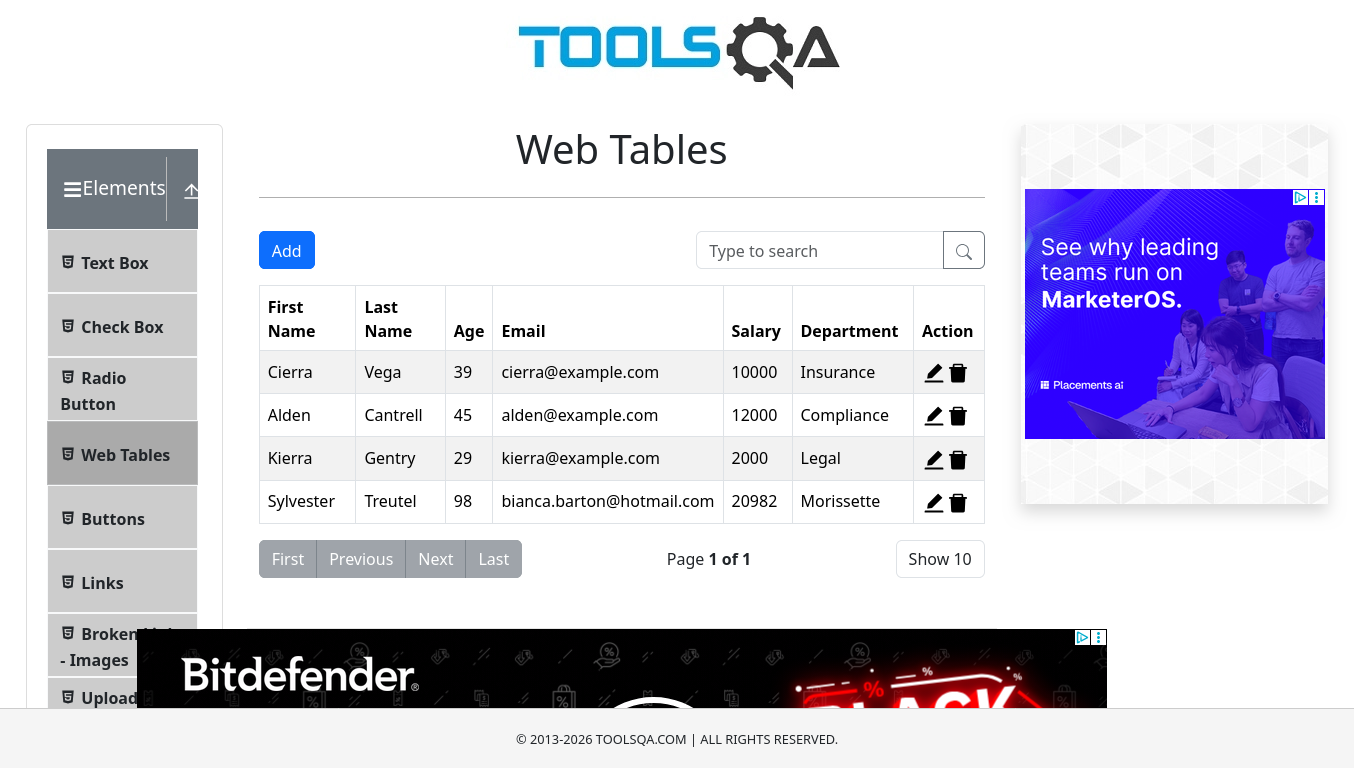 TOOLSQA
Elements
Text Box
Check Box
Radio
Button
Web Tables
Buttons
Links
Broken
- Images
Upload
Web Tables
Add
Type to search
First Name	Last Name	Age	Email	Salary	Department	Action
Cierra	Vega	39	cierra@example.com	10000	Insurance
Alden	Cantrell	45	alden@example.com	12000	Compliance
Kierra	Gentry	29	kierra@example.com	2000	Legal
Sylvester	Treutel	98	bianca.barton@hotmail.com	20982	Morissette
First	Previous	Next	Last
Page 1 of 1
Show 10
See why leading
teams run on
MarketerOS.
Placements ai
Bitdefender®
BLACK
© 2013-2026 TOOLSQA.COM | ALL RIGHTS RESERVED.